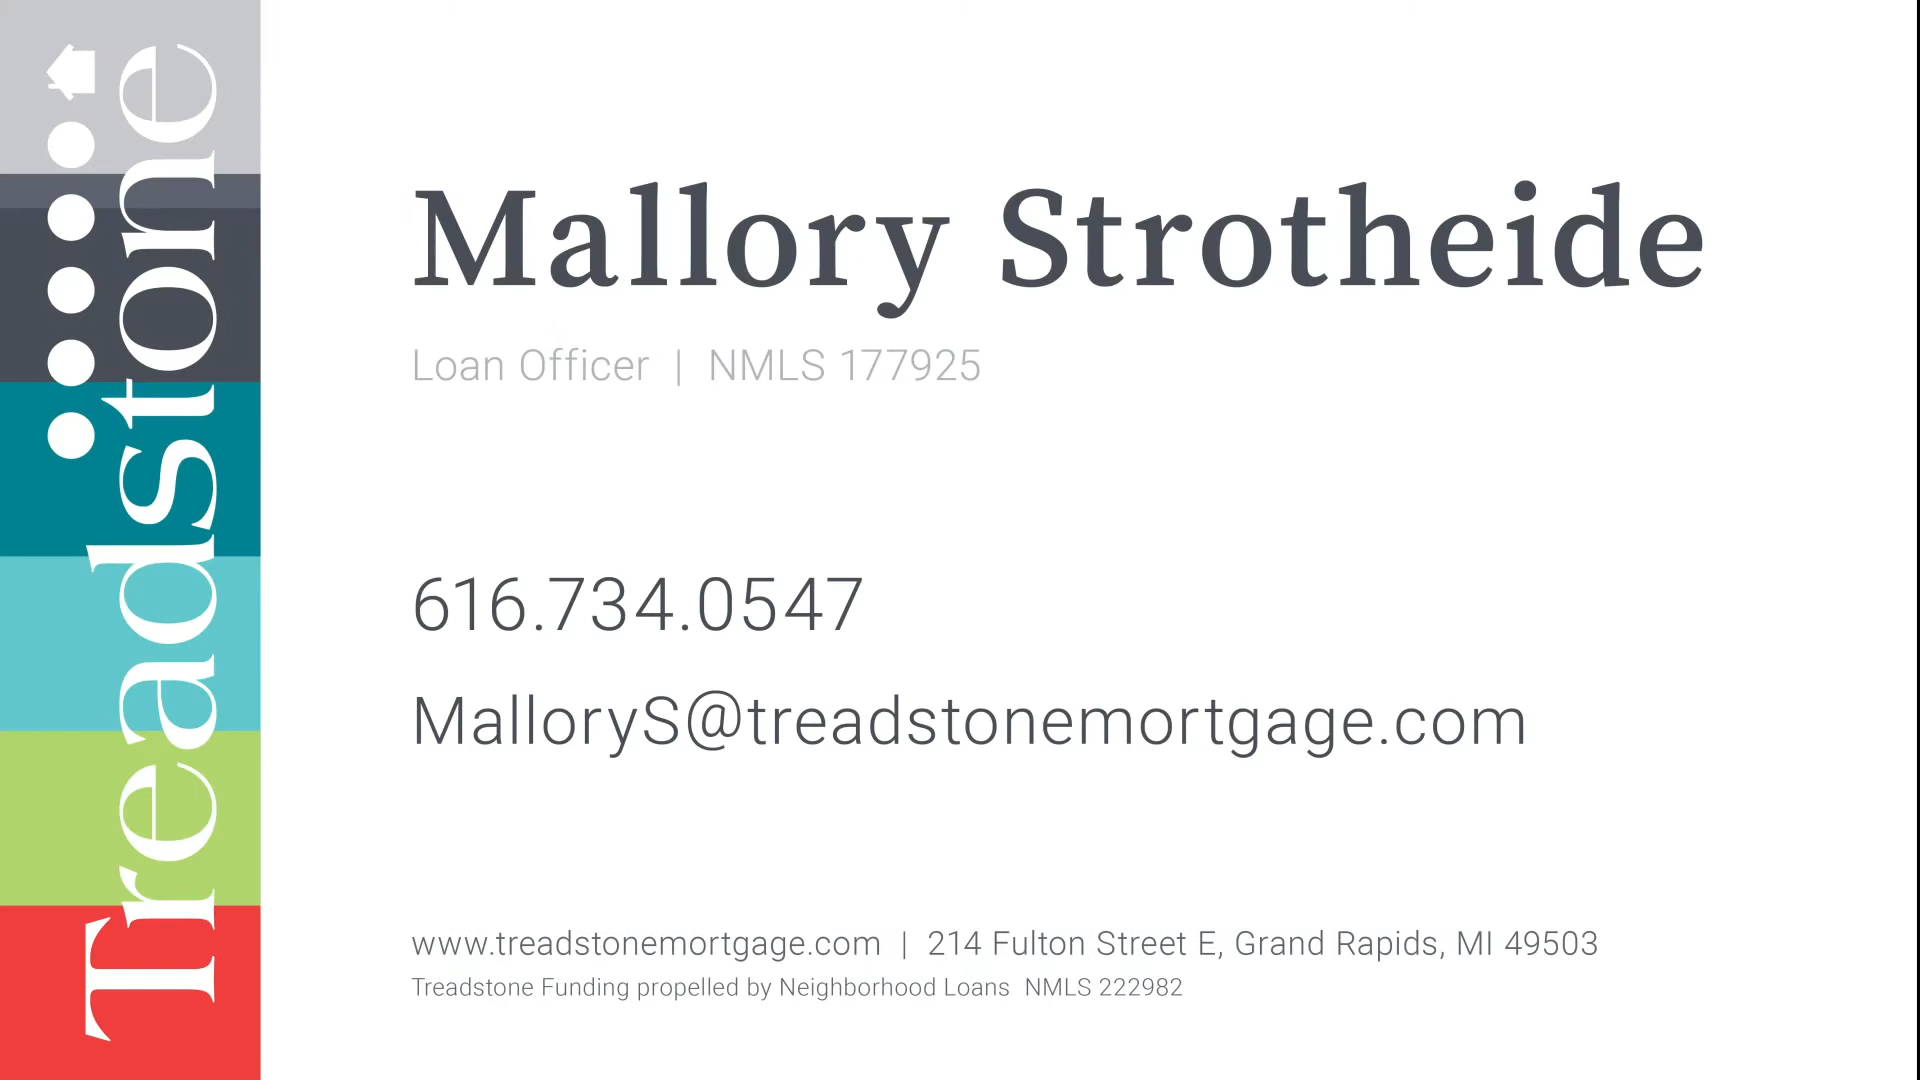 Treadstone
Mallory Strotheide
Loan Officer | NMLS 177925
616.734.0547
MalloryS@treadstonemortgage.com
www.treadstonemortgage.com | 214 Fulton Street E, Grand Rapids, MI 49503
Treadstone Funding propelled by Neighborhood Loans NMLS 222982